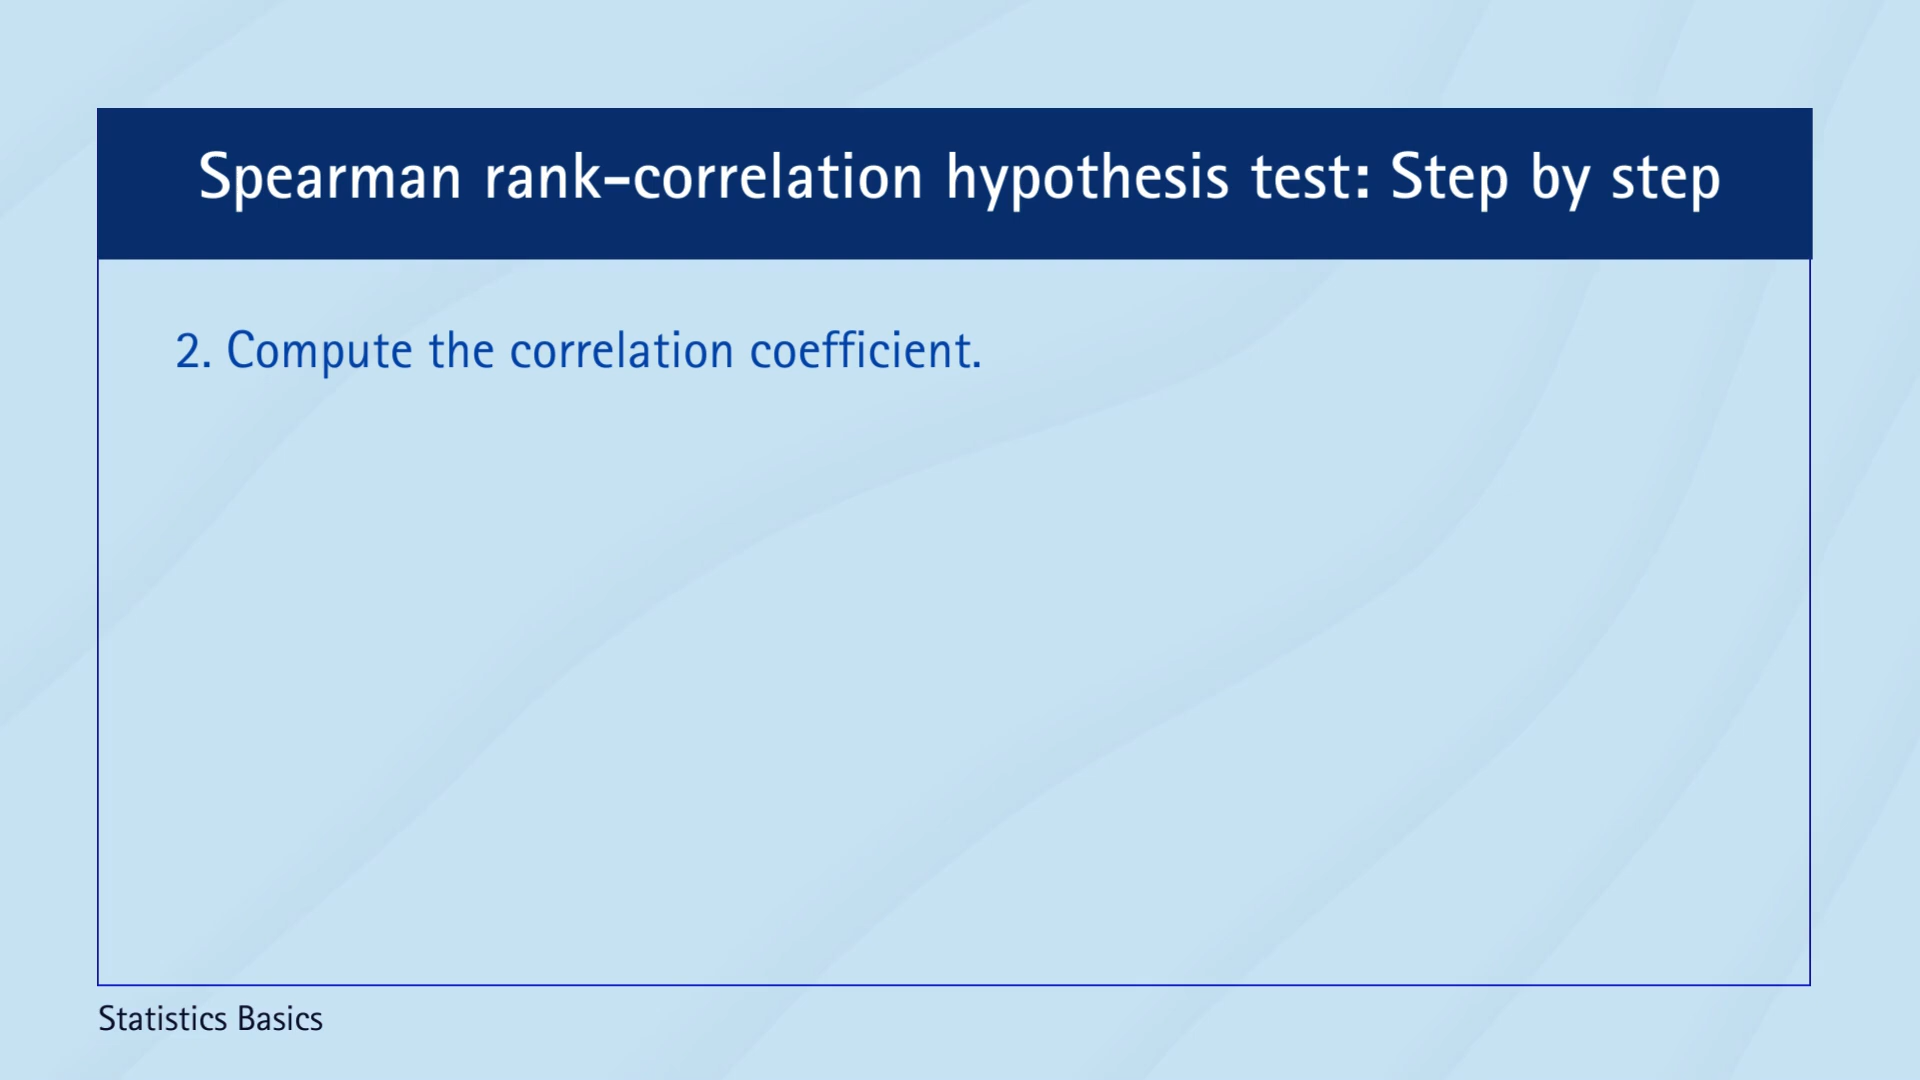 Spearman rank-correlation hypothesis test: Step by step
2. Compute the correlation coefficient.
Statistics Basics